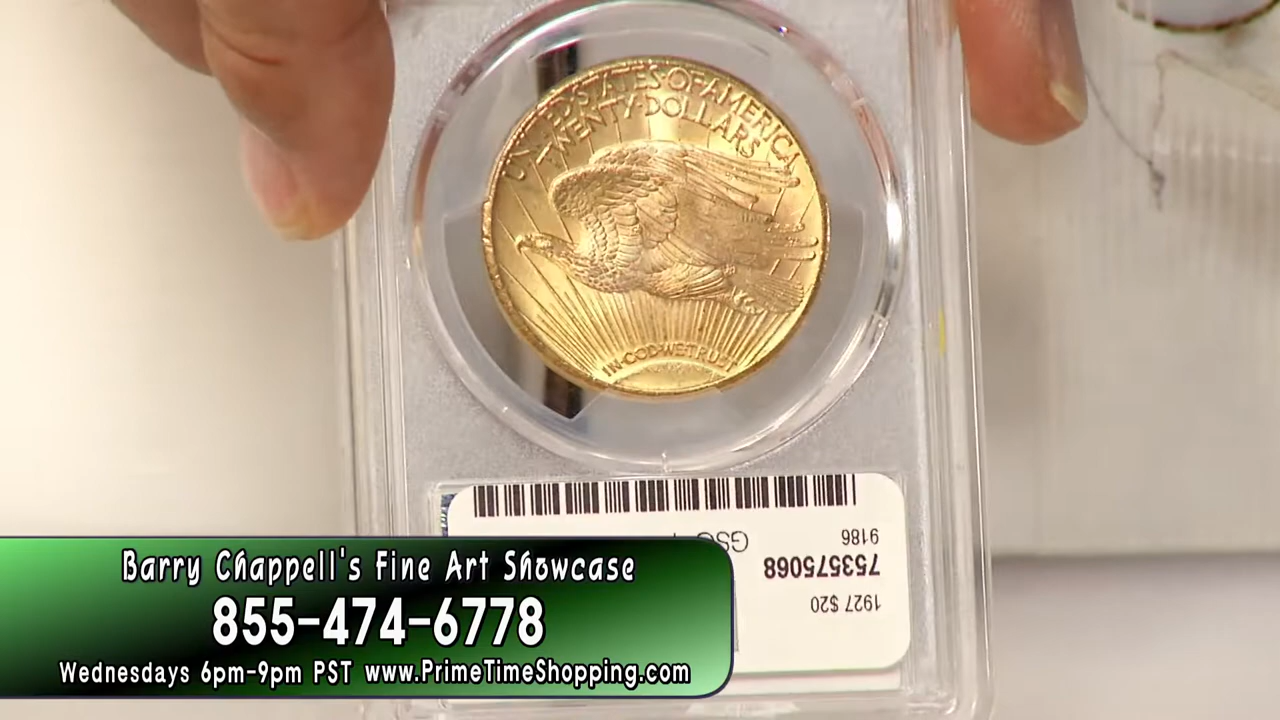 UNITED·STATES·OF·AMERICA
TWENTY·DOLLARS
IN·GOD·WE·TRUST
1927 $20
753575068
9186
Barry Chappell's Fine Art Showcase
855-474-6778
Wednesdays 6pm-9pm PST www.PrimeTimeShopping.com